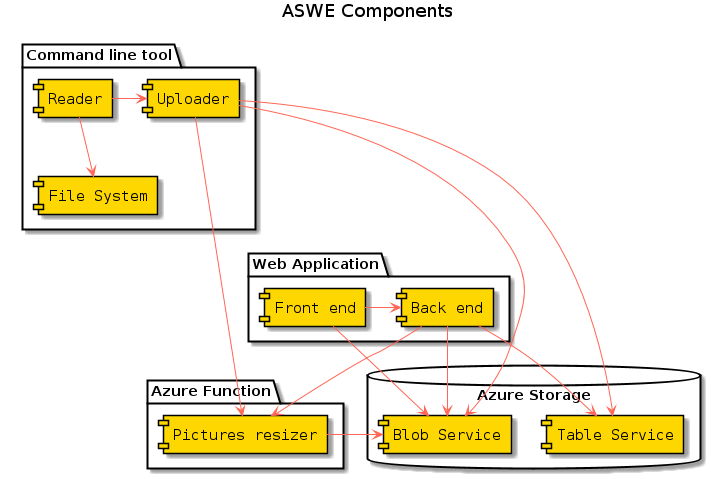 ASWE Components
Command line tool
Reader
Uploader
File System
Web Application
Front end
Back end
Azure Function
Pictures resizer
Azure Storage
Blob Service
Table Service